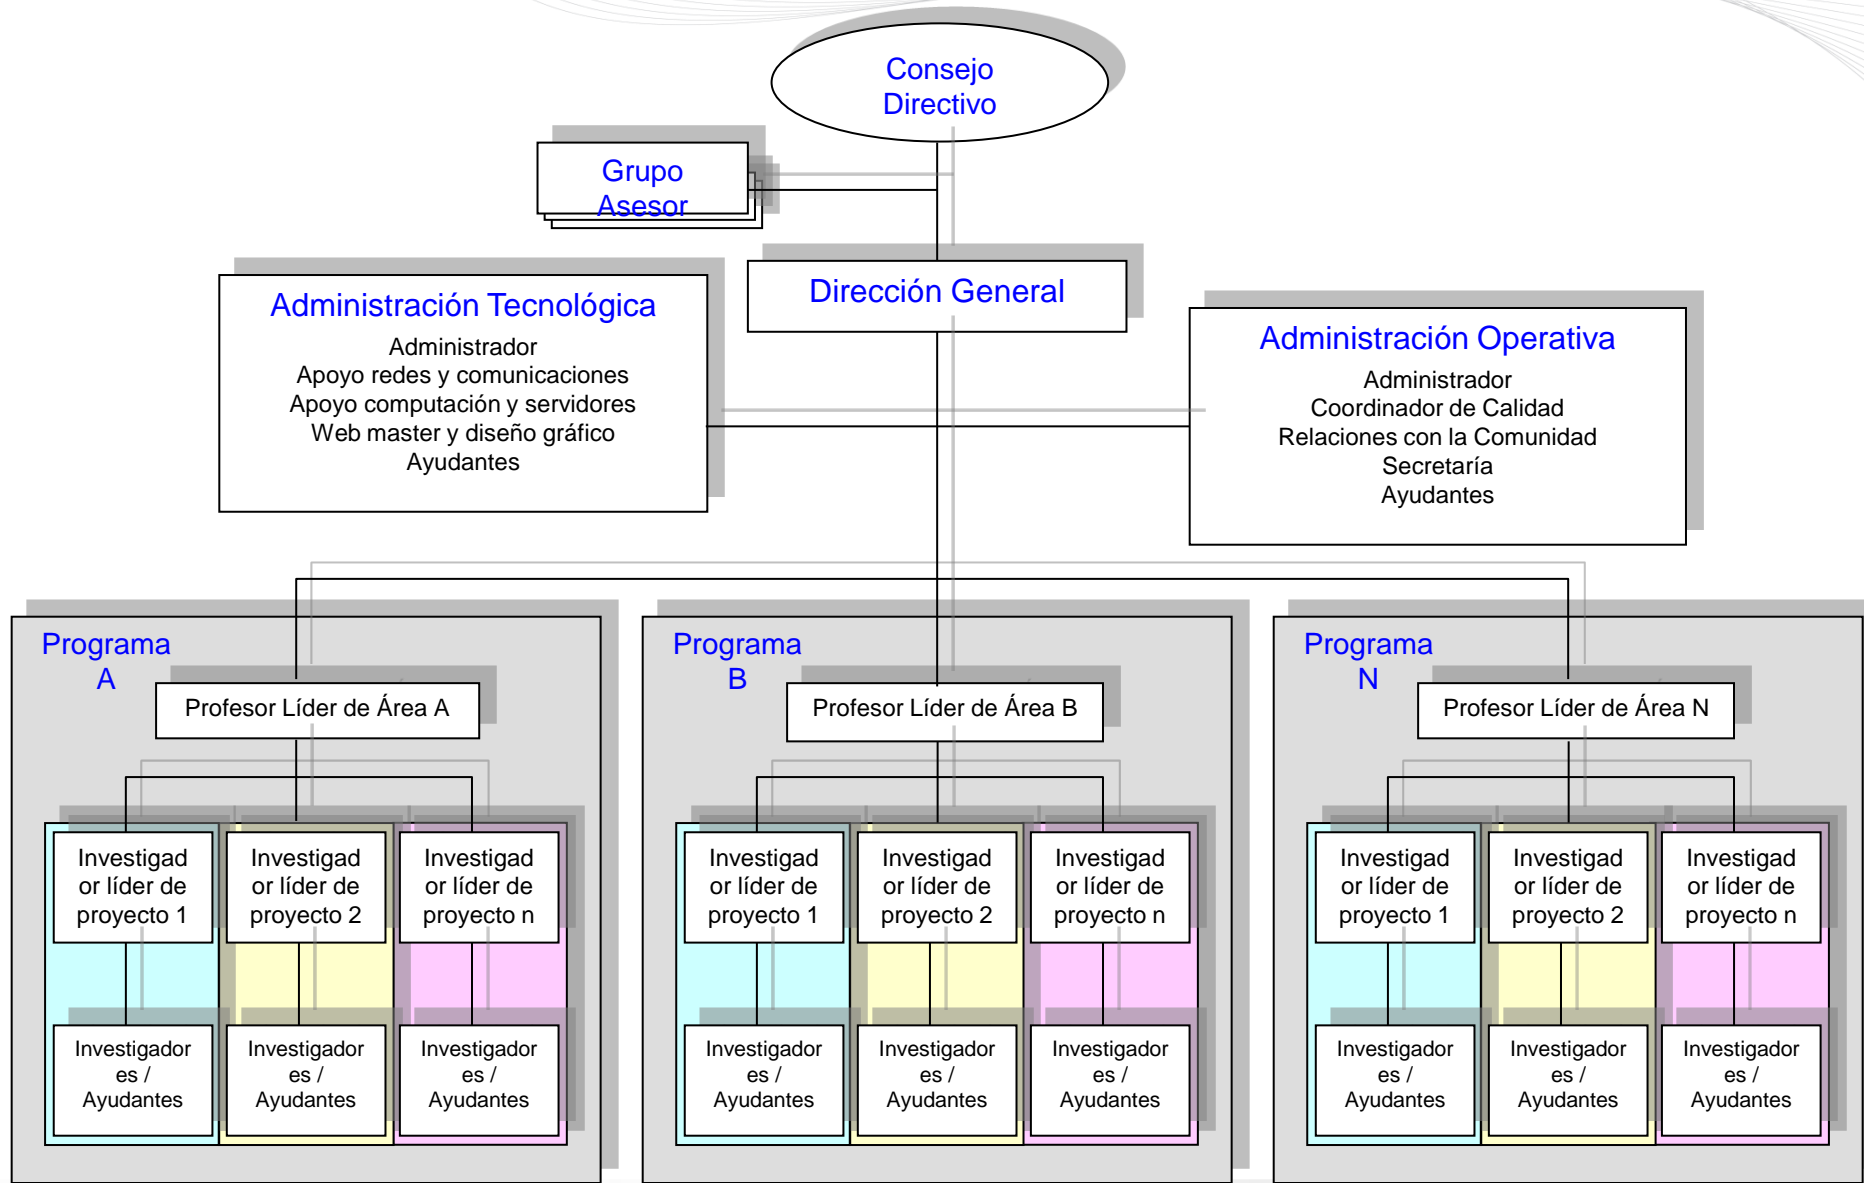 Consejo
Directivo
Grupo
Asesor
Dirección General
Administración Tecnológica
Administrador
Apoyo redes y comunicaciones
Apoyo computación y servidores
Web master y diseño gráfico
Ayudantes
Administración Operativa
Administrador
Coordinador de Calidad
Relaciones con la Comunidad
Secretaría
Ayudantes
Programa
A
Profesor Líder de Área A
Investigad
or líder de
proyecto 1
Investigad
or líder de
proyecto 2
Investigad
or líder de
proyecto n
Investigador
es /
Ayudantes
Investigador
es /
Ayudantes
Investigador
es /
Ayudantes
Programa
B
Profesor Líder de Área B
Investigad
or líder de
proyecto 1
Investigad
or líder de
proyecto 2
Investigad
or líder de
proyecto n
Investigador
es /
Ayudantes
Investigador
es /
Ayudantes
Investigador
es /
Ayudantes
Programa
N
Profesor Líder de Área N
Investigad
or líder de
proyecto 1
Investigad
or líder de
proyecto 2
Investigad
or líder de
proyecto n
Investigador
es /
Ayudantes
Investigador
es /
Ayudantes
Investigador
es /
Ayudantes